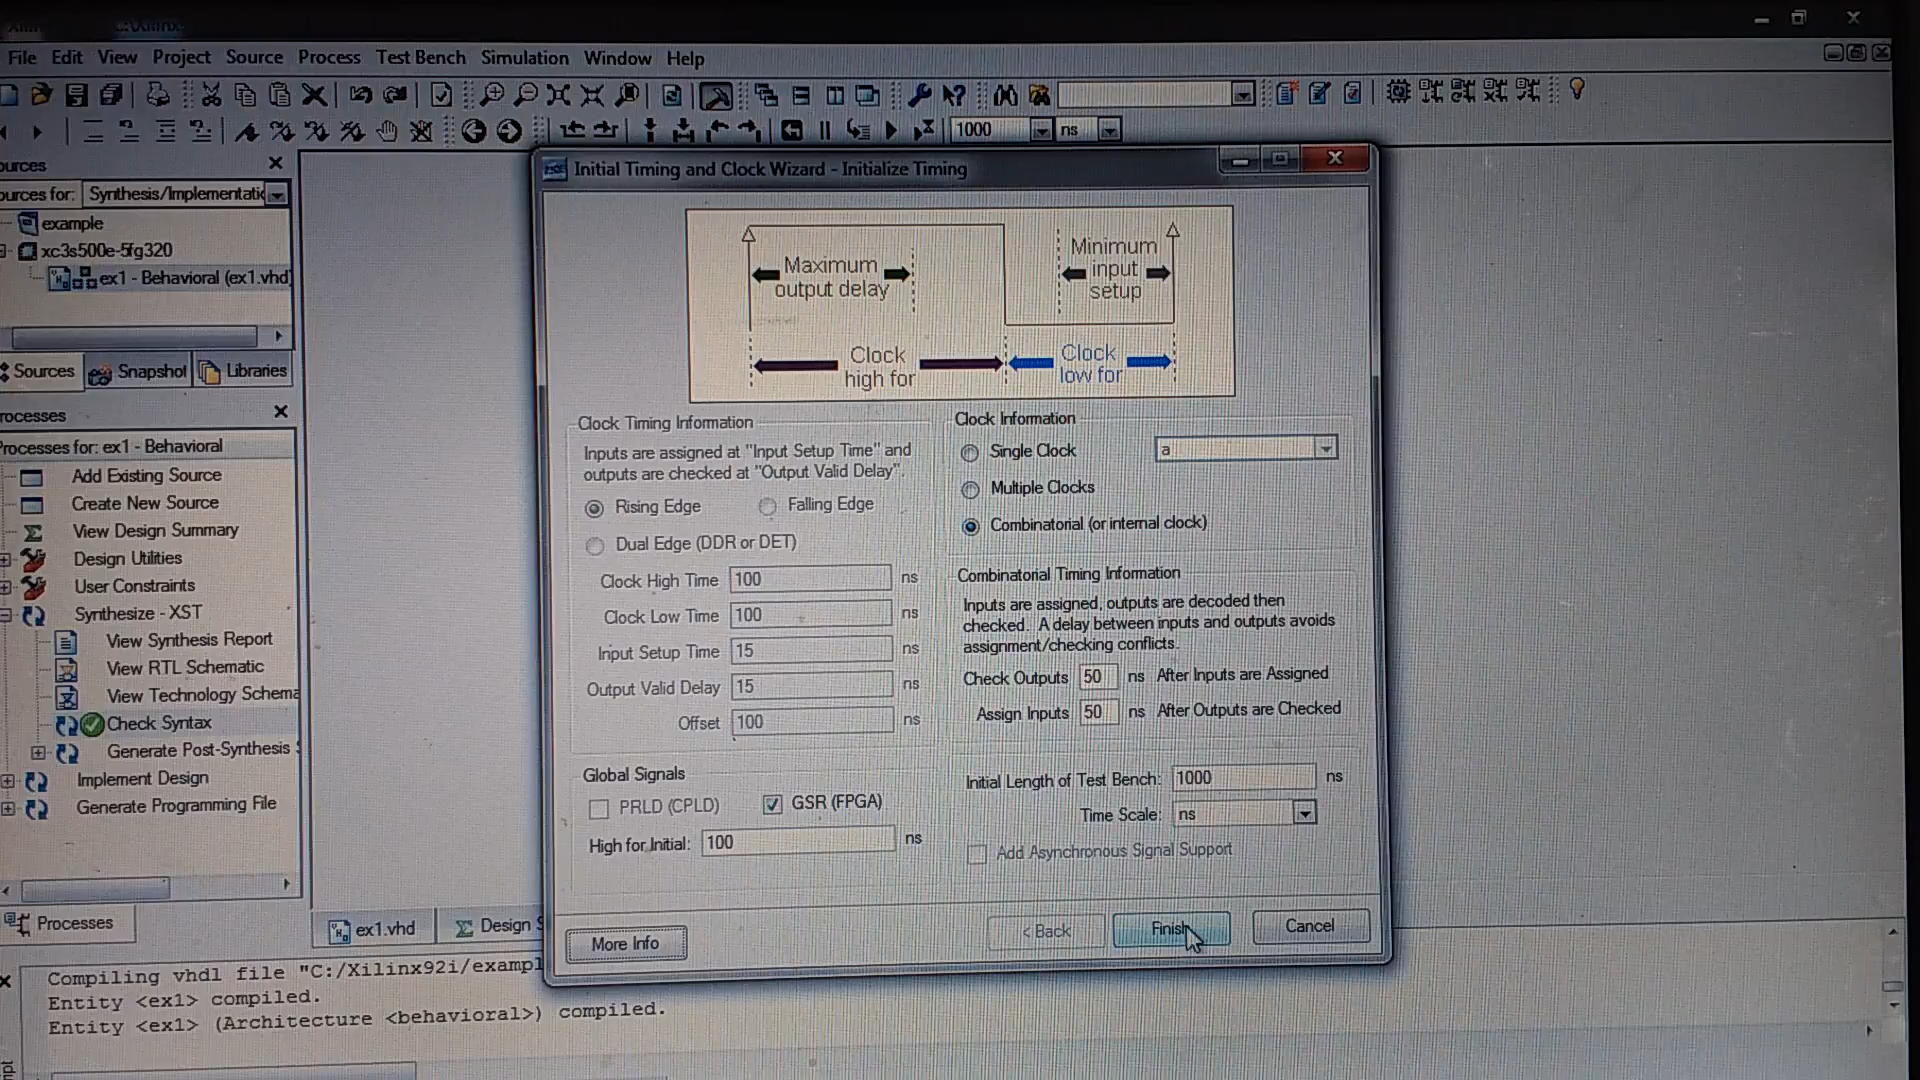 File Edit View Project Source Process Test Bench Simulation Window Help
1000 ns
Initial Timing and Clock Wizard - Initialize Timing
ources
ources for: Synthesis/Implementatic
example
xc3s500e-5fg320
ex1 - Behavioral (ex1.vhd)
Sources Snapshot Libraries
rocesses
Processes for: ex1 - Behavioral
Add Existing Source
Create New Source
View Design Summary
Design Utilities
User Constraints
Synthesize - XST
View Synthesis Report
View RTL Schematic
View Technology Schema
Check Syntax
Generate Post-Synthesis
Implement Design
Generate Programming File
Processes
ex1.vhd Design S
Maximum
output delay
Minimum
input
setup
Clock
high for
Clock
low for
Clock Timing Information
Inputs are assigned at "Input Setup Time" and
outputs are checked at "Output Valid Delay".
Rising Edge Falling Edge
Dual Edge (DDR or DET)
Clock High Time 100 ns
Clock Low Time 100 ns
Input Setup Time 15 ns
Output Valid Delay 15 ns
Offset 100 ns
Global Signals
PRLD (CPLD) GSR (FPGA)
High for Initial: 100 ns
Clock Information
Single Clock a
Multiple Clocks
Combinatorial (or internal clock)
Combinatorial Timing Information
Inputs are assigned, outputs are decoded then
checked. A delay between inputs and outputs avoids
assignment/checking conflicts.
Check Outputs 50 ns After Inputs are Assigned
Assign Inputs 50 ns After Outputs are Checked
Initial Length of Test Bench: 1000 ns
Time Scale: ns
Add Asynchronous Signal Support
More Info < Back Finish Cancel
Compiling vhdl file "C:/Xilinx92i/exampl
Entity <ex1> compiled.
Entity <ex1> (Architecture <behavioral>) compiled.